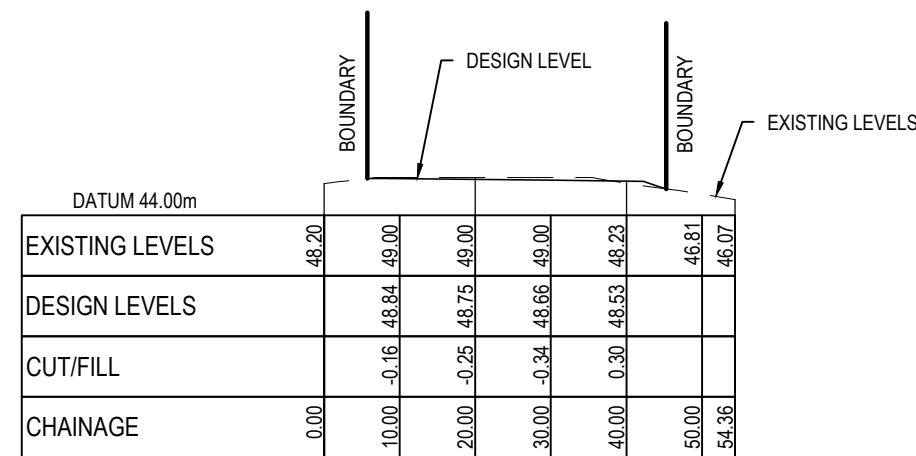 BOUNDARY
DESIGN LEVEL
BOUNDARY
EXISTING LEVELS
DATUM 44.00m
EXISTING LEVELS 48.20 49.00 49.00 49.00 48.23 46.81 46.07
DESIGN LEVELS 48.84 48.75 48.66 48.53
CUT/FILL -0.16 -0.25 -0.34 0.30
CHAINAGE 0.00 10.00 20.00 30.00 40.00 50.00 54.36